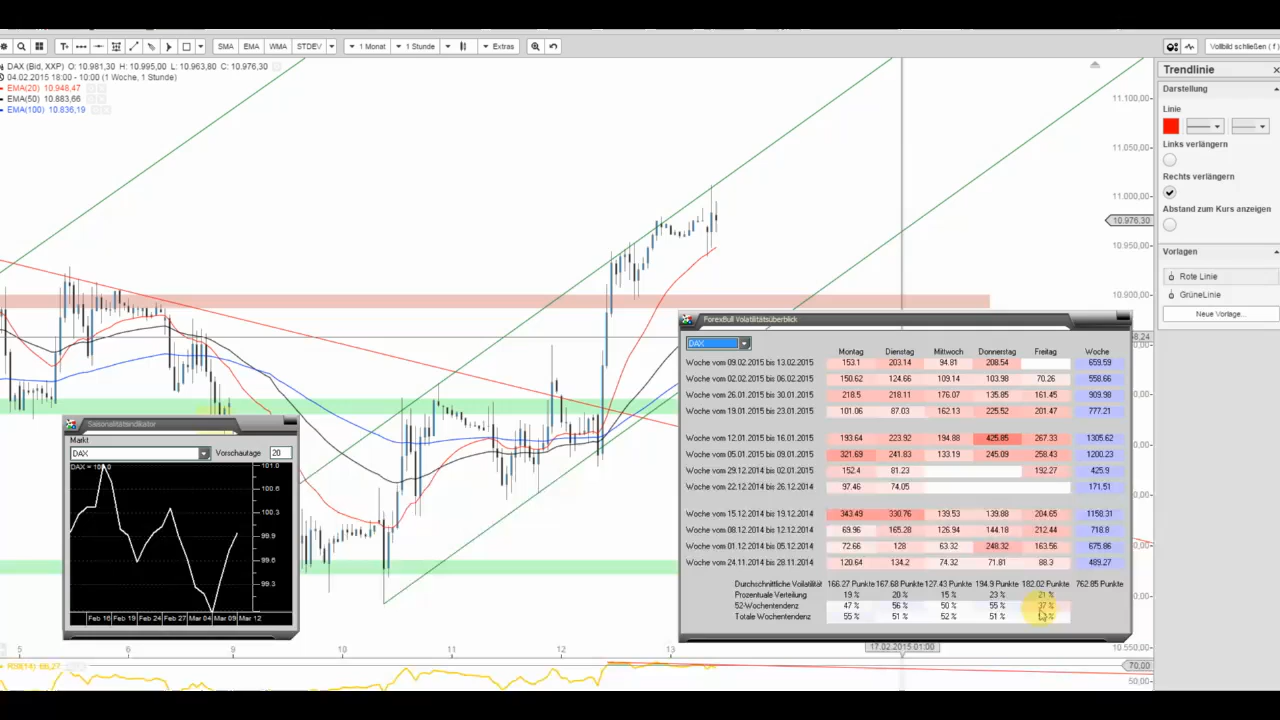 T+ SMA EMA WMA STDEV 1 Monat 1 Stunde Extras Vollbild schließen ( f )
DAX (Bid, XXP) O: 10.981,30 H: 10.995,00 L: 10.963,80 C: 10.976,30
04.02.2015 18:00 - 10:00 (1 Woche, 1 Stunde)
EMA(20) 10.948,47
EMA(50) 10.883,66
EMA(100) 10.836,19
11.100,00
11.050,00
11.000,00
10.976,30
10.950,00
10.900,00
8,24
10.550,00
Trendlinie
Darstellung
Linie
Links verlängern
Rechts verlängern
Abstand zum Kurs anzeigen
Vorlagen
Rote Linie
GrüneLinie
Neue Vorlage...
ForexBull Volatilitätsüberblick
DAX
Montag Dienstag Mittwoch Donnerstag Freitag Woche
Woche vom 09.02.2015 bis 13.02.2015 153.1 203.14 94.81 208.54 659.59
Woche vom 02.02.2015 bis 06.02.2015 150.62 124.66 109.14 103.98 70.26 558.66
Woche vom 26.01.2015 bis 30.01.2015 218.5 218.11 176.07 135.85 161.45 909.98
Woche vom 19.01.2015 bis 23.01.2015 101.06 87.03 162.13 225.52 201.47 777.21
Woche vom 12.01.2015 bis 16.01.2015 193.64 223.92 194.88 425.85 267.33 1305.62
Woche vom 05.01.2015 bis 09.01.2015 321.69 241.83 133.19 245.09 258.43 1200.23
Woche vom 29.12.2014 bis 02.01.2015 152.4 81.23 192.27 425.9
Woche vom 22.12.2014 bis 26.12.2014 97.46 74.05 171.51
Woche vom 15.12.2014 bis 19.12.2014 343.49 330.76 139.53 139.88 204.65 1158.31
Woche vom 08.12.2014 bis 12.12.2014 69.96 165.28 126.94 144.18 212.44 718.8
Woche vom 01.12.2014 bis 05.12.2014 72.66 128 63.32 248.32 163.56 675.86
Woche vom 24.11.2014 bis 28.11.2014 120.64 134.2 74.32 71.81 88.3 489.27
Durchschnittliche Volatilität 166.27 Punkte 167.68 Punkte 127.43 Punkte 194.9 Punkte 182.02 Punkte 762.85 Punkte
Prozentuale Verteilung 19 % 20 % 15 % 23 % 21 %
52-Wochentendenz 47 % 56 % 50 % 55 % 37 %
Totale Wochentendenz 55 % 51 % 52 % 51 % %
Saisonalitätsindikator
Markt
DAX Vorschautage 20
DAX = 100.0
101.0
100.6
100.3
99.9
99.6
99.3
Feb 16 Feb 19 Feb 24 Feb 27 Mar 04 Mar 09 Mar 12
5 6 8 9 10 11 12 13 17.02.2015 01:00
RSI(14) 66,27
70,00
50,00